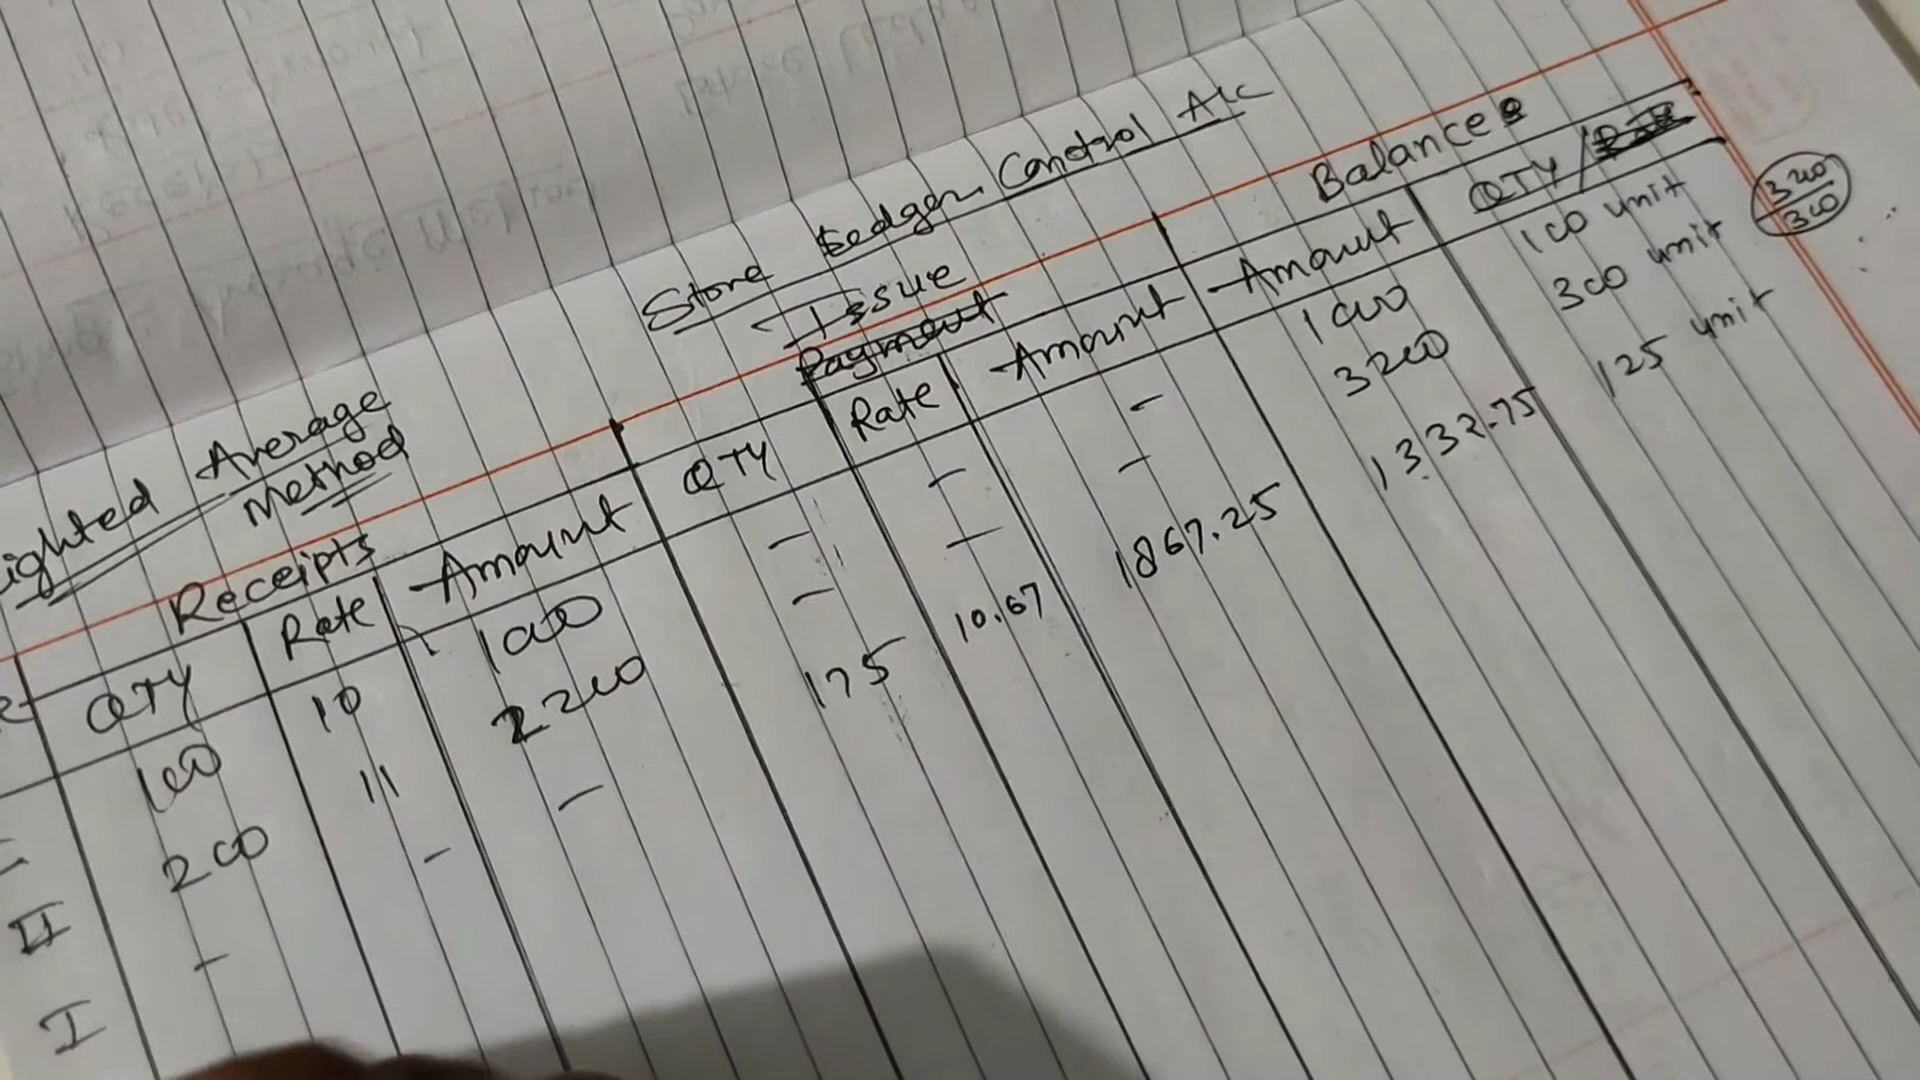 Store Ledger Control A/C
ighted Average
Method
Receipts Issue Balance
QTY Rate Amount QTY Rate Amount Amount QTY /
100 10 1000 - - - 1000 100 unit
200 11 2200 - - - 3200 300 unit
- - - 175 10.67 1867.25 1332.75 125 unit
3200
300
I
II
I